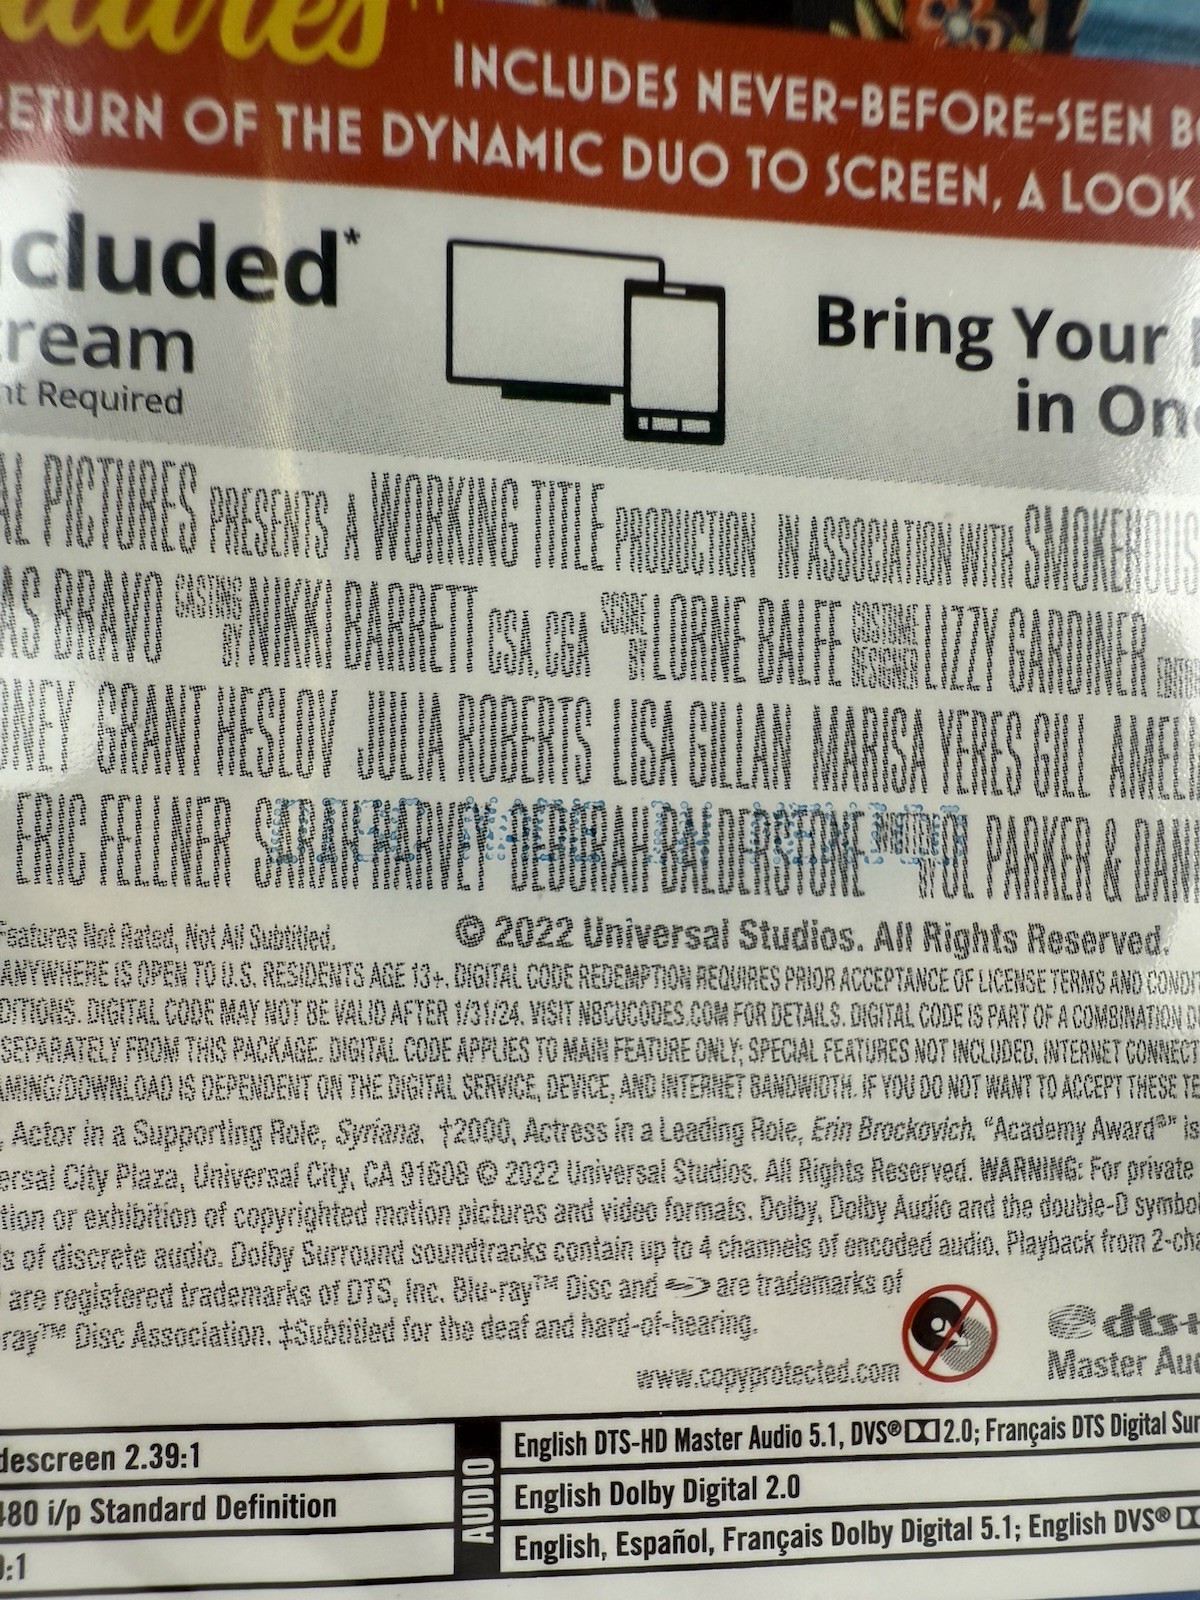 INCLUDES NEVER-BEFORE-SEEN
RETURN OF THE DYNAMIC DUO TO SCREEN, A LOOK
cluded*
ream
nt Required
Bring Your
in On
AL PICTURES PRESENTS A WORKING TITLE PRODUCTION IN ASSOCIATION WITH SMOKEHOUS
AS BRAVO CASTING BY NIKKI BARRETT CSA, CGA SCORE BY LORNE BALFE COSTUME DESIGNER LIZZY GARDINER
ONEY GRANT HESLOV JULIA ROBERTS LISA GILLAN MARISA YERES GILL AMELI
ERIC FELLNER SARAH HARVEY DEBORAH BALDERSTONE WRITTEN BY OL PARKER & DAN
Features Not Rated, Not All Subtitled.
© 2022 Universal Studios. All Rights Reserved.
ANYWHERE IS OPEN TO U.S. RESIDENTS AGE 13+. DIGITAL CODE REDEMPTION REQUIRES PRIOR ACCEPTANCE OF LICENSE TERMS AND CONDI
DITIONS. DIGITAL CODE MAY NOT BE VALID AFTER 1/31/24. VISIT NBCUCODES.COM FOR DETAILS. DIGITAL CODE IS PART OF A COMBINATION DI
SEPARATELY FROM THIS PACKAGE. DIGITAL CODE APPLIES TO MAIN FEATURE ONLY; SPECIAL FEATURES NOT INCLUDED. INTERNET CONNECT
AMING/DOWNLOAD IS DEPENDENT ON THE DIGITAL SERVICE, DEVICE, AND INTERNET BANDWIDTH. IF YOU DO NOT WANT TO ACCEPT THESE TE
, Actor in a Supporting Role, Syriana. †2000, Actress in a Leading Role, Erin Brockovich. "Academy Award®" is
ersal City Plaza, Universal City, CA 91608 © 2022 Universal Studios. All Rights Reserved. WARNING: For private
tion or exhibition of copyrighted motion pictures and video formats. Dolby, Dolby Audio and the double-D symbo
ls of discrete audio. Dolby Surround soundtracks contain up to 4 channels of encoded audio. Playback from 2-cha
are registered trademarks of DTS, Inc. Blu-ray™ Disc and are trademarks of
ray™ Disc Association. ‡Subtitled for the deaf and hard-of-hearing.
www.copyprotected.com
dts
Master Aud
descreen 2.39:1
480 i/p Standard Definition
:1
AUDIO
English DTS-HD Master Audio 5.1, DVS® 2.0; Français DTS Digital Sur
English Dolby Digital 2.0
English, Español, Français Dolby Digital 5.1; English DVS®